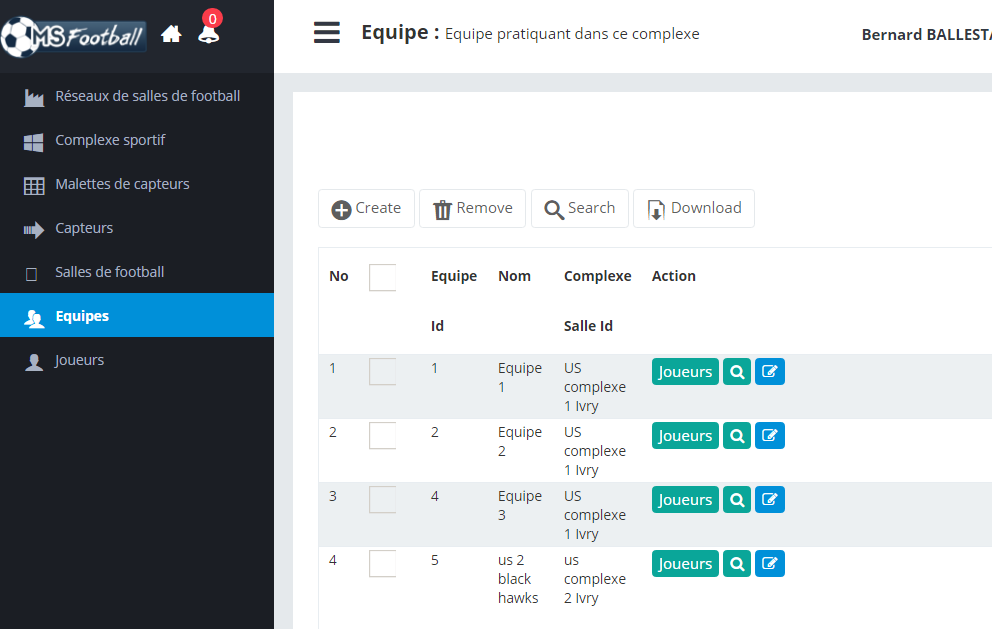 MS Football
0
Equipe : Equipe pratiquant dans ce complexe
Bernard
Réseaux de salles de football
Complexe sportif
Malettes de capteurs
Capteurs
Salles de football
Equipes
Joueurs
Create
Remove
Search
Download
No Equipe Nom Complexe Action
Id Salle Id
1 1 Equipe US Joueurs
1 complexe
1 Ivry
2 2 Equipe US Joueurs
2 complexe
1 Ivry
3 4 Equipe US Joueurs
3 complexe
1 Ivry
4 5 us 2 us Joueurs
black complexe
hawks 2 Ivry